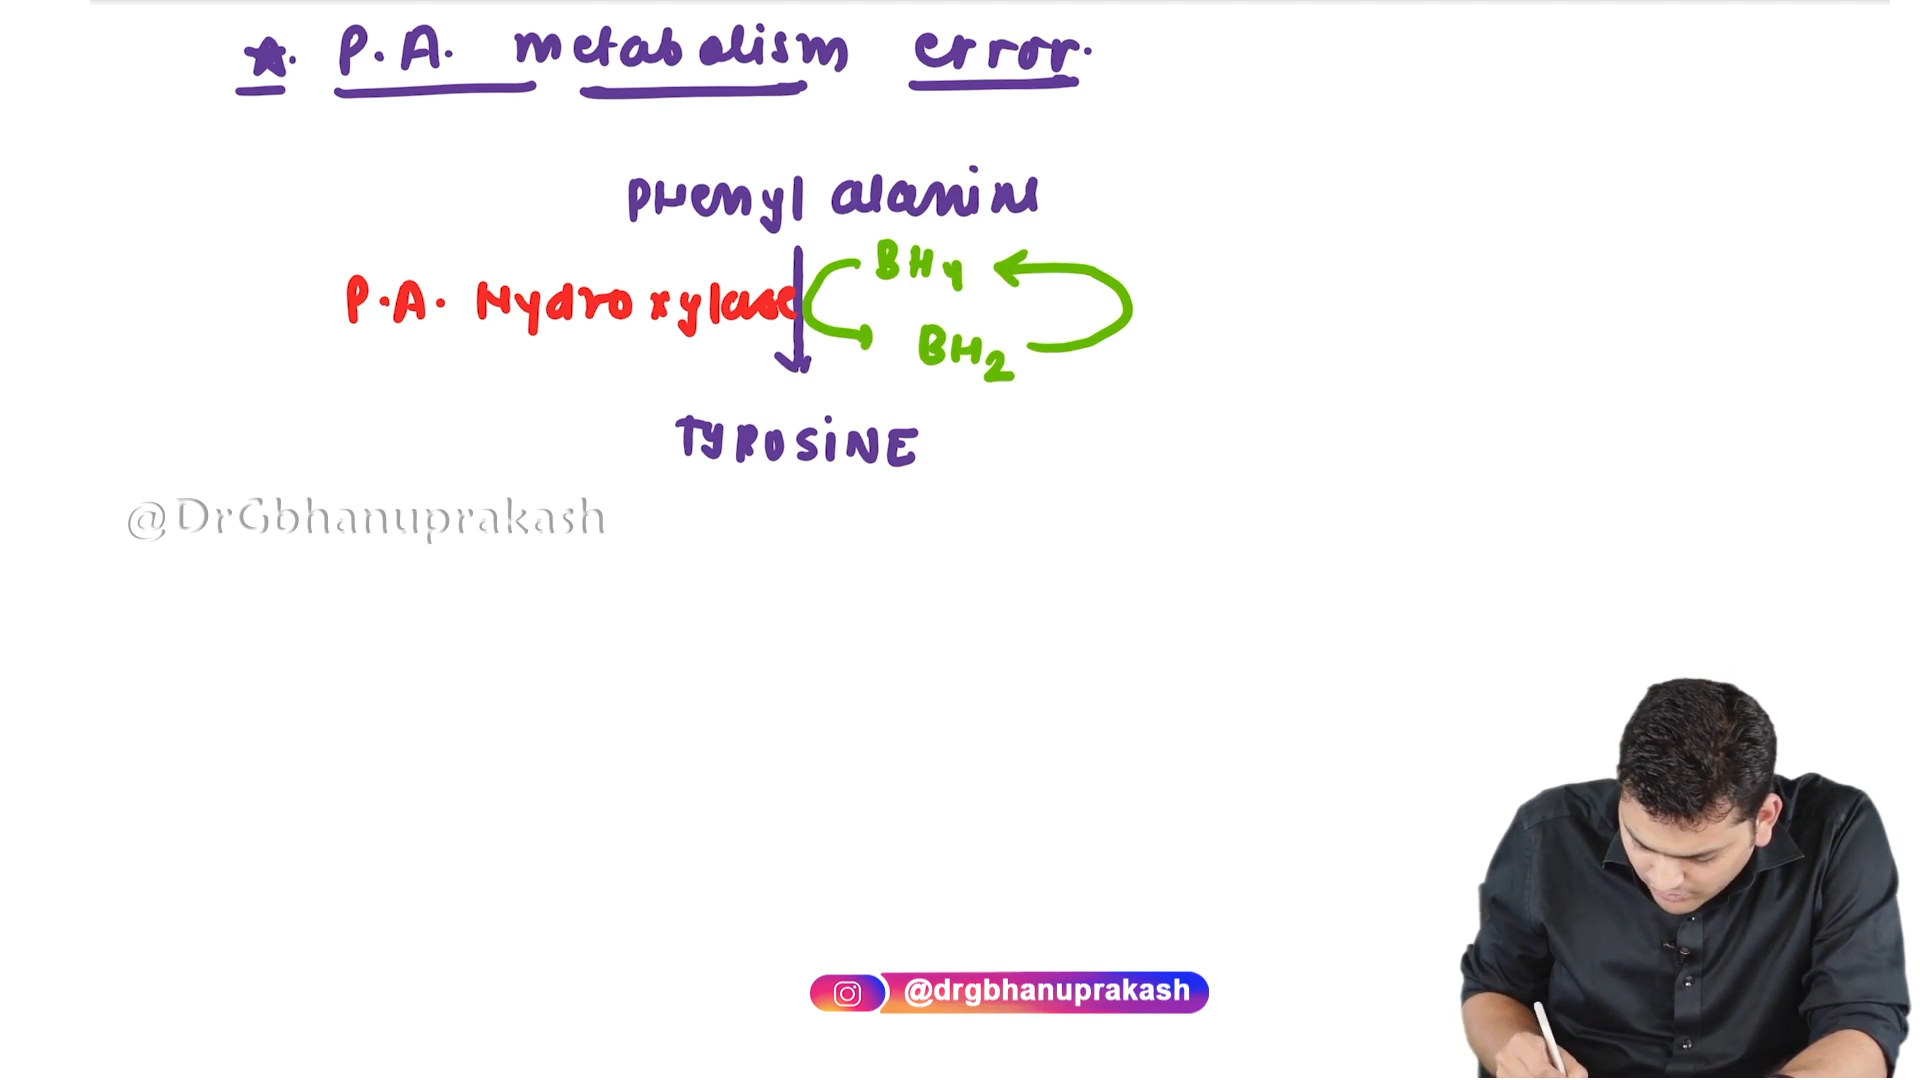 ★. P.A. metabolism error.
Phenyl alanine
BH4
P.A. Hydroxylase
BH2
TYROSINE
@DrGbhanuprakash
@drgbhanuprakash